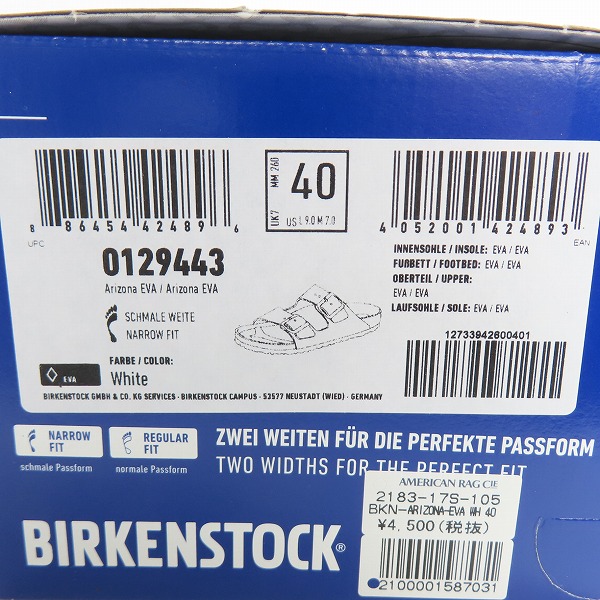 8 86454 42489 6
UPC
UK7
MM 260
40
US L 9.0 M 7.0
4 052001 424893
EAN
0129443
Arizona EVA / Arizona EVA
SCHMALE WEITE
NARROW FIT
FARBE / COLOR:
White
EVA
INNENSOHLE / INSOLE: EVA / EVA
FUßBETT / FOOTBED: EVA / EVA
OBERTEIL / UPPER:
EVA / EVA
LAUFSOHLE / SOLE: EVA / EVA
12733942600401
BIRKENSTOCK GMBH & CO. KG SERVICES · BIRKENSTOCK CAMPUS · 53577 NEUSTADT (WIED) · GERMANY
NARROW FIT
schmale Passform
REGULAR FIT
normale Passform
ZWEI WEITEN FÜR DIE PERFEKTE PASSFORM
TWO WIDTHS FOR THE PERFECT FIT
BIRKENSTOCK®
AMERICAN RAG CIE
2183-17S-105
BKN-ARIZONA-EVA WH 40
¥4,500(税抜)
2100001587031